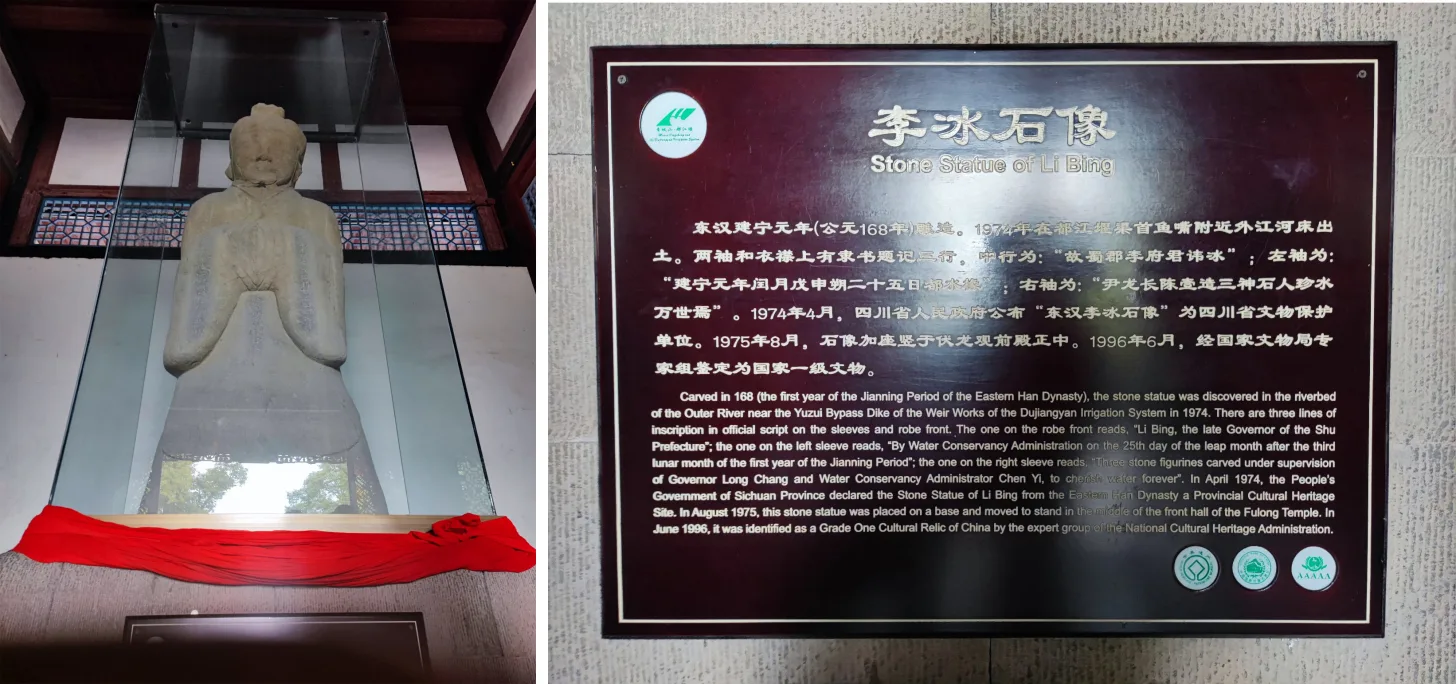 李冰石像
Stone Statue of Li Bing
东汉建宁元年(公元168年)雕造。1974年在都江堰渠首鱼嘴附近外江河床出
土。两袖和衣襟上有隶书题记三行，中行为：“故蜀郡李府君讳冰”；左袖为：
“建宁元年闰月戊申朔二十五日都水掾”；右袖为：“尹龙长陈壹造三神石人珍水
万世焉”。1974年4月，四川省人民政府公布“东汉李冰石像”为四川省文物保护
单位。1975年8月，石像加座竖于伏龙观前殿正中。1996年6月，经国家文物局专
家组鉴定为国家一级文物。
Carved in 168 (the first year of the Jianning Period of the Eastern Han Dynasty), the stone statue was discovered in the riverbed
of the Outer River near the Yuzui Bypass Dike of the Weir Works of the Dujiangyan Irrigation System in 1974. There are three lines of
inscription in official script on the sleeves and robe front. The one on the robe front reads, “Li Bing, the late Governor of the Shu
Prefecture”; the one on the left sleeve reads, “By Water Conservancy Administration on the 25th day of the leap month after the third
lunar month of the first year of the Jianning Period”; the one on the right sleeve reads, “Three stone figurines carved under supervision
of Governor Long Chang and Water Conservancy Administrator Chen Yi, to check water forever”. In April 1974, the People’s
Government of Sichuan Province declared the Stone Statue of Li Bing from the Eastern Han Dynasty a Provincial Cultural Heritage
Site. In August 1975, this stone statue was placed on a base and moved to stand in the middle of the front hall of the Fulong Temple. In
June 1996, it was identified as a Grade One Cultural Relic of China by the expert group of the National Cultural Heritage Administration.
AAAAA